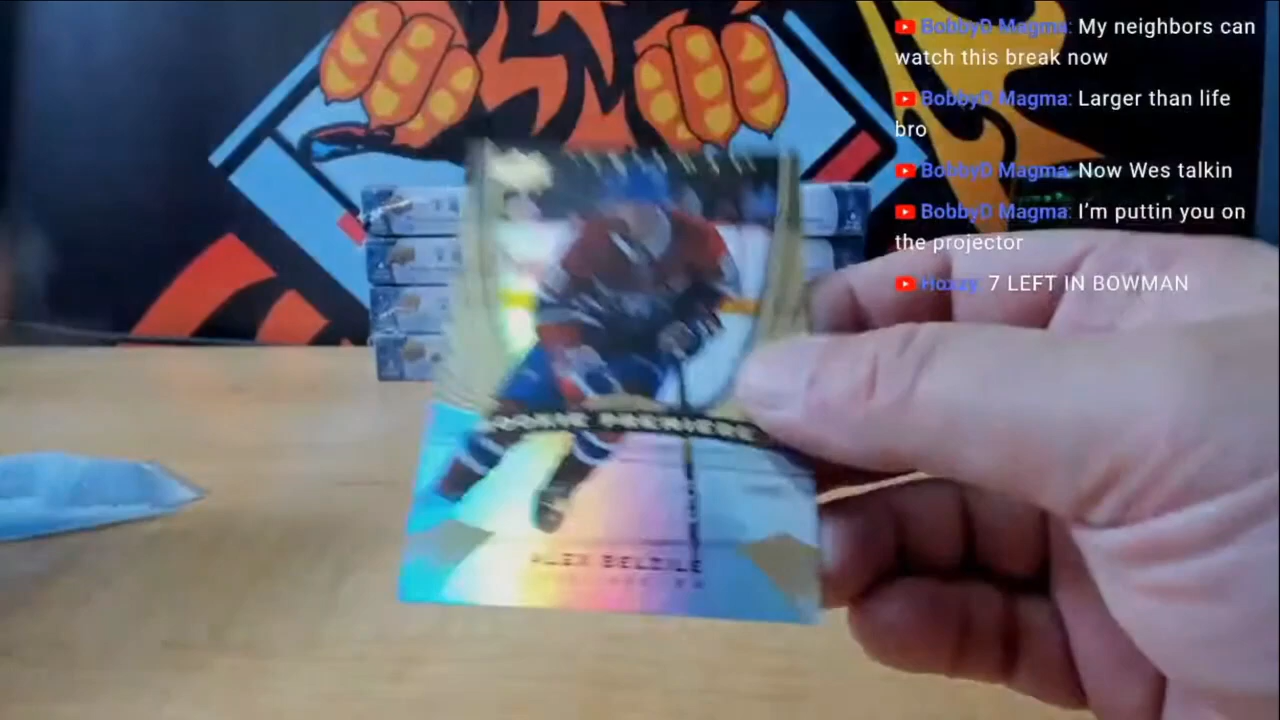 BobbyD Magma: My neighbors can
watch this break now
BobbyD Magma: Larger than life
bro
BobbyD Magma: Now Wes talkin
BobbyD Magma: I'm puttin you on
the projector
Hoxzy: 7 LEFT IN BOWMAN
ROOKIE PREMIERE
ALEX BELZILE